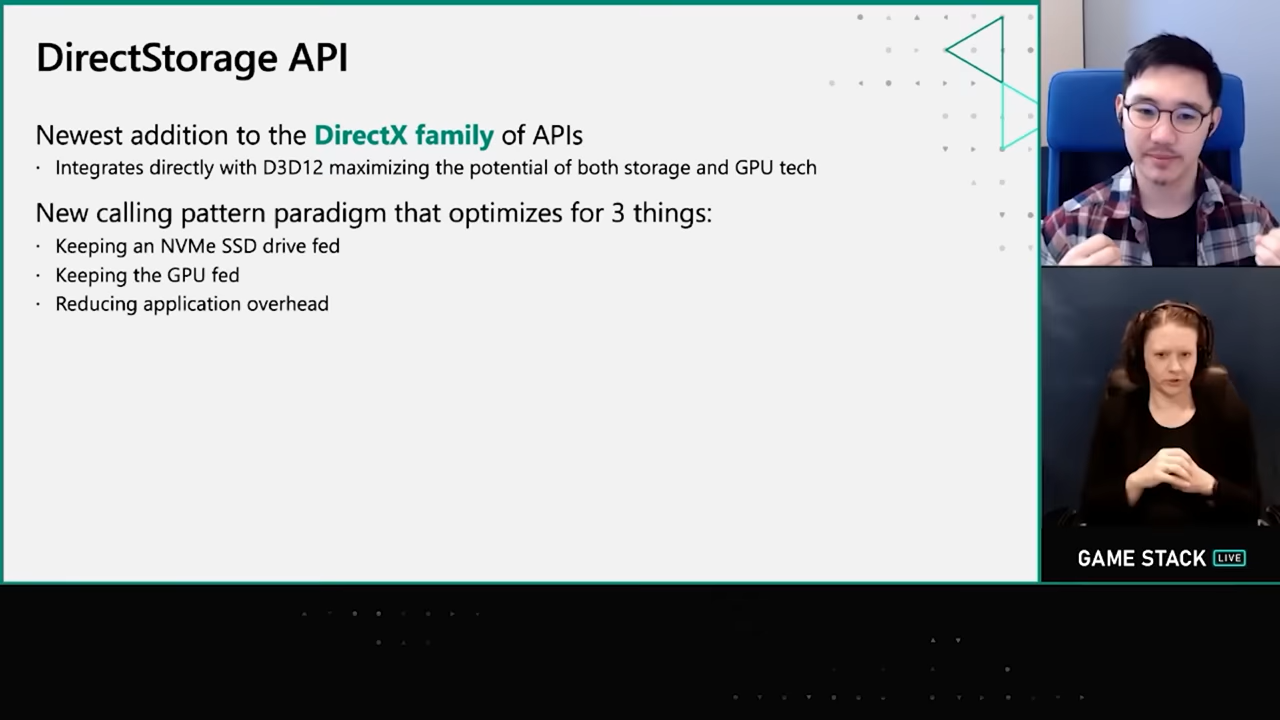 DirectStorage API
Newest addition to the DirectX family of APIs
· Integrates directly with D3D12 maximizing the potential of both storage and GPU tech
New calling pattern paradigm that optimizes for 3 things:
· Keeping an NVMe SSD drive fed
· Keeping the GPU fed
· Reducing application overhead
GAME STACK LIVE